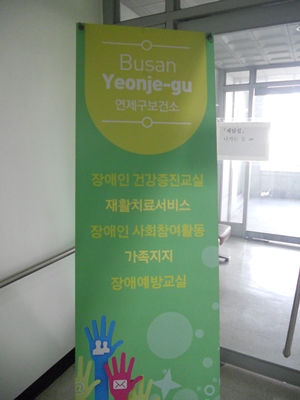 Busan
Yeonje-gu
연제구보건소
장애인 건강증진교실
재활치료서비스
장애인 사회참여활동
가족지지
장애예방교실